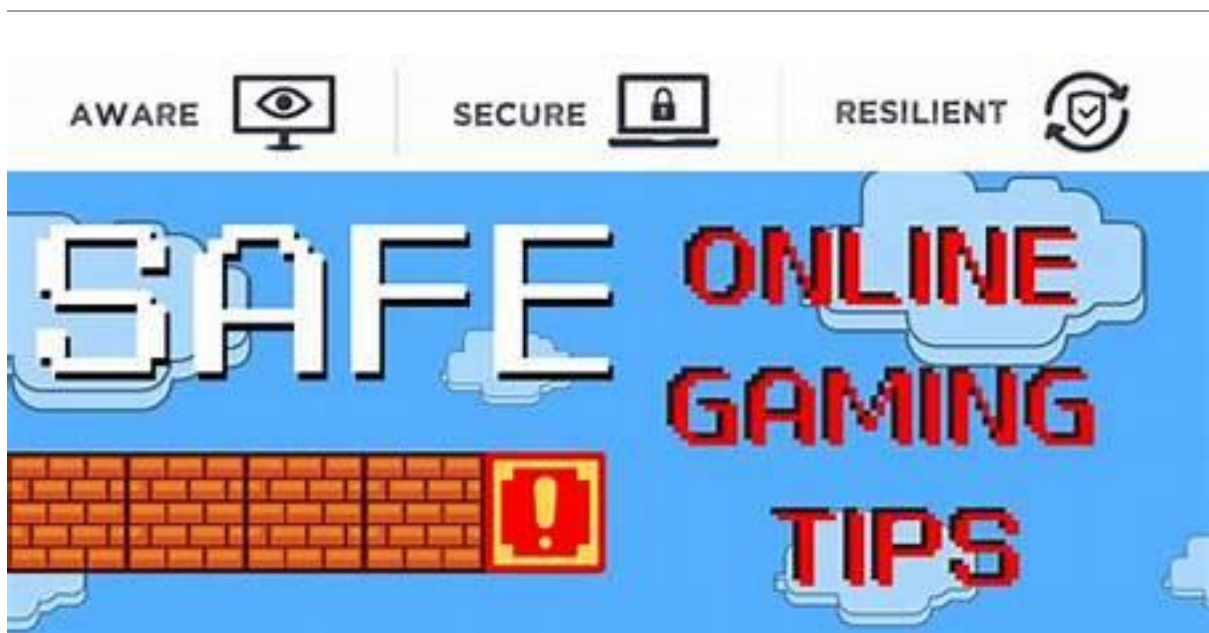 AWARE SECURE RESILIENT
SAFE ONLINE
GAMING
!
TIPS